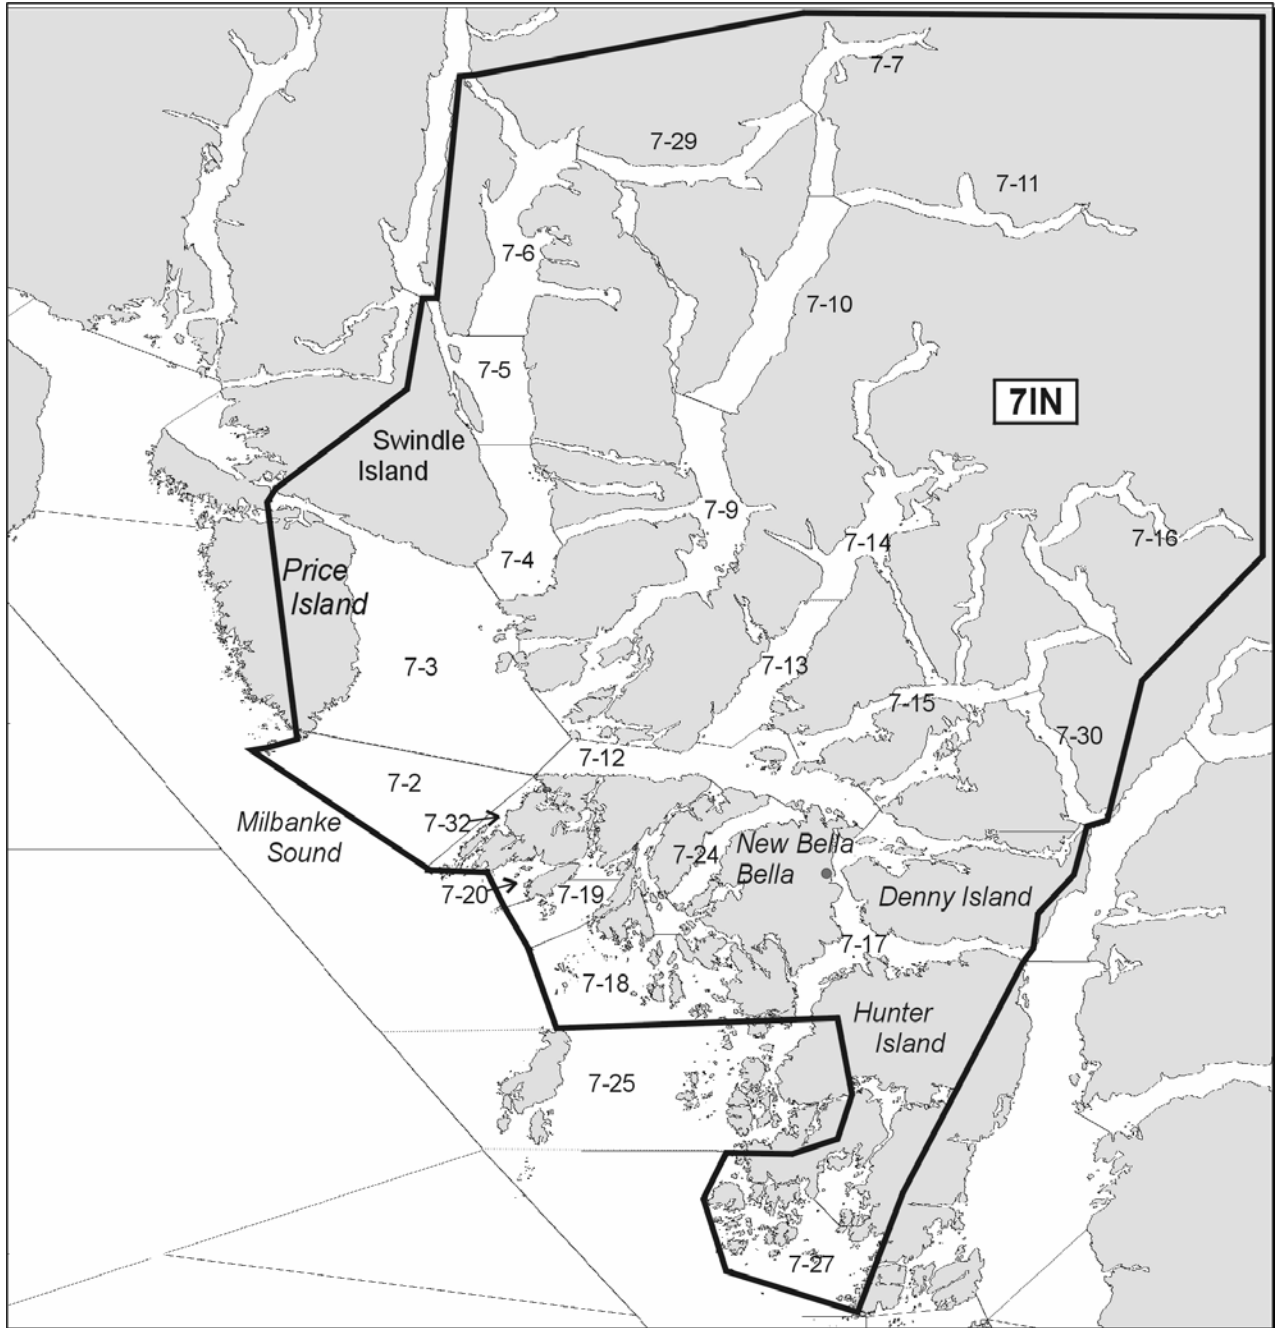 7-7
7-29
7-11
7-6
7-10
7-5
7IN
Swindle
Island
7-9
7-16
7-14
7-4
Price
Island
7-3
7-13
7-15
7-30
7-12
7-2
7-32
Milbanke
Sound
New Bella
Bella
7-24
7-20
7-19
Denny Island
7-17
7-18
Hunter
Island
7-25
7-27